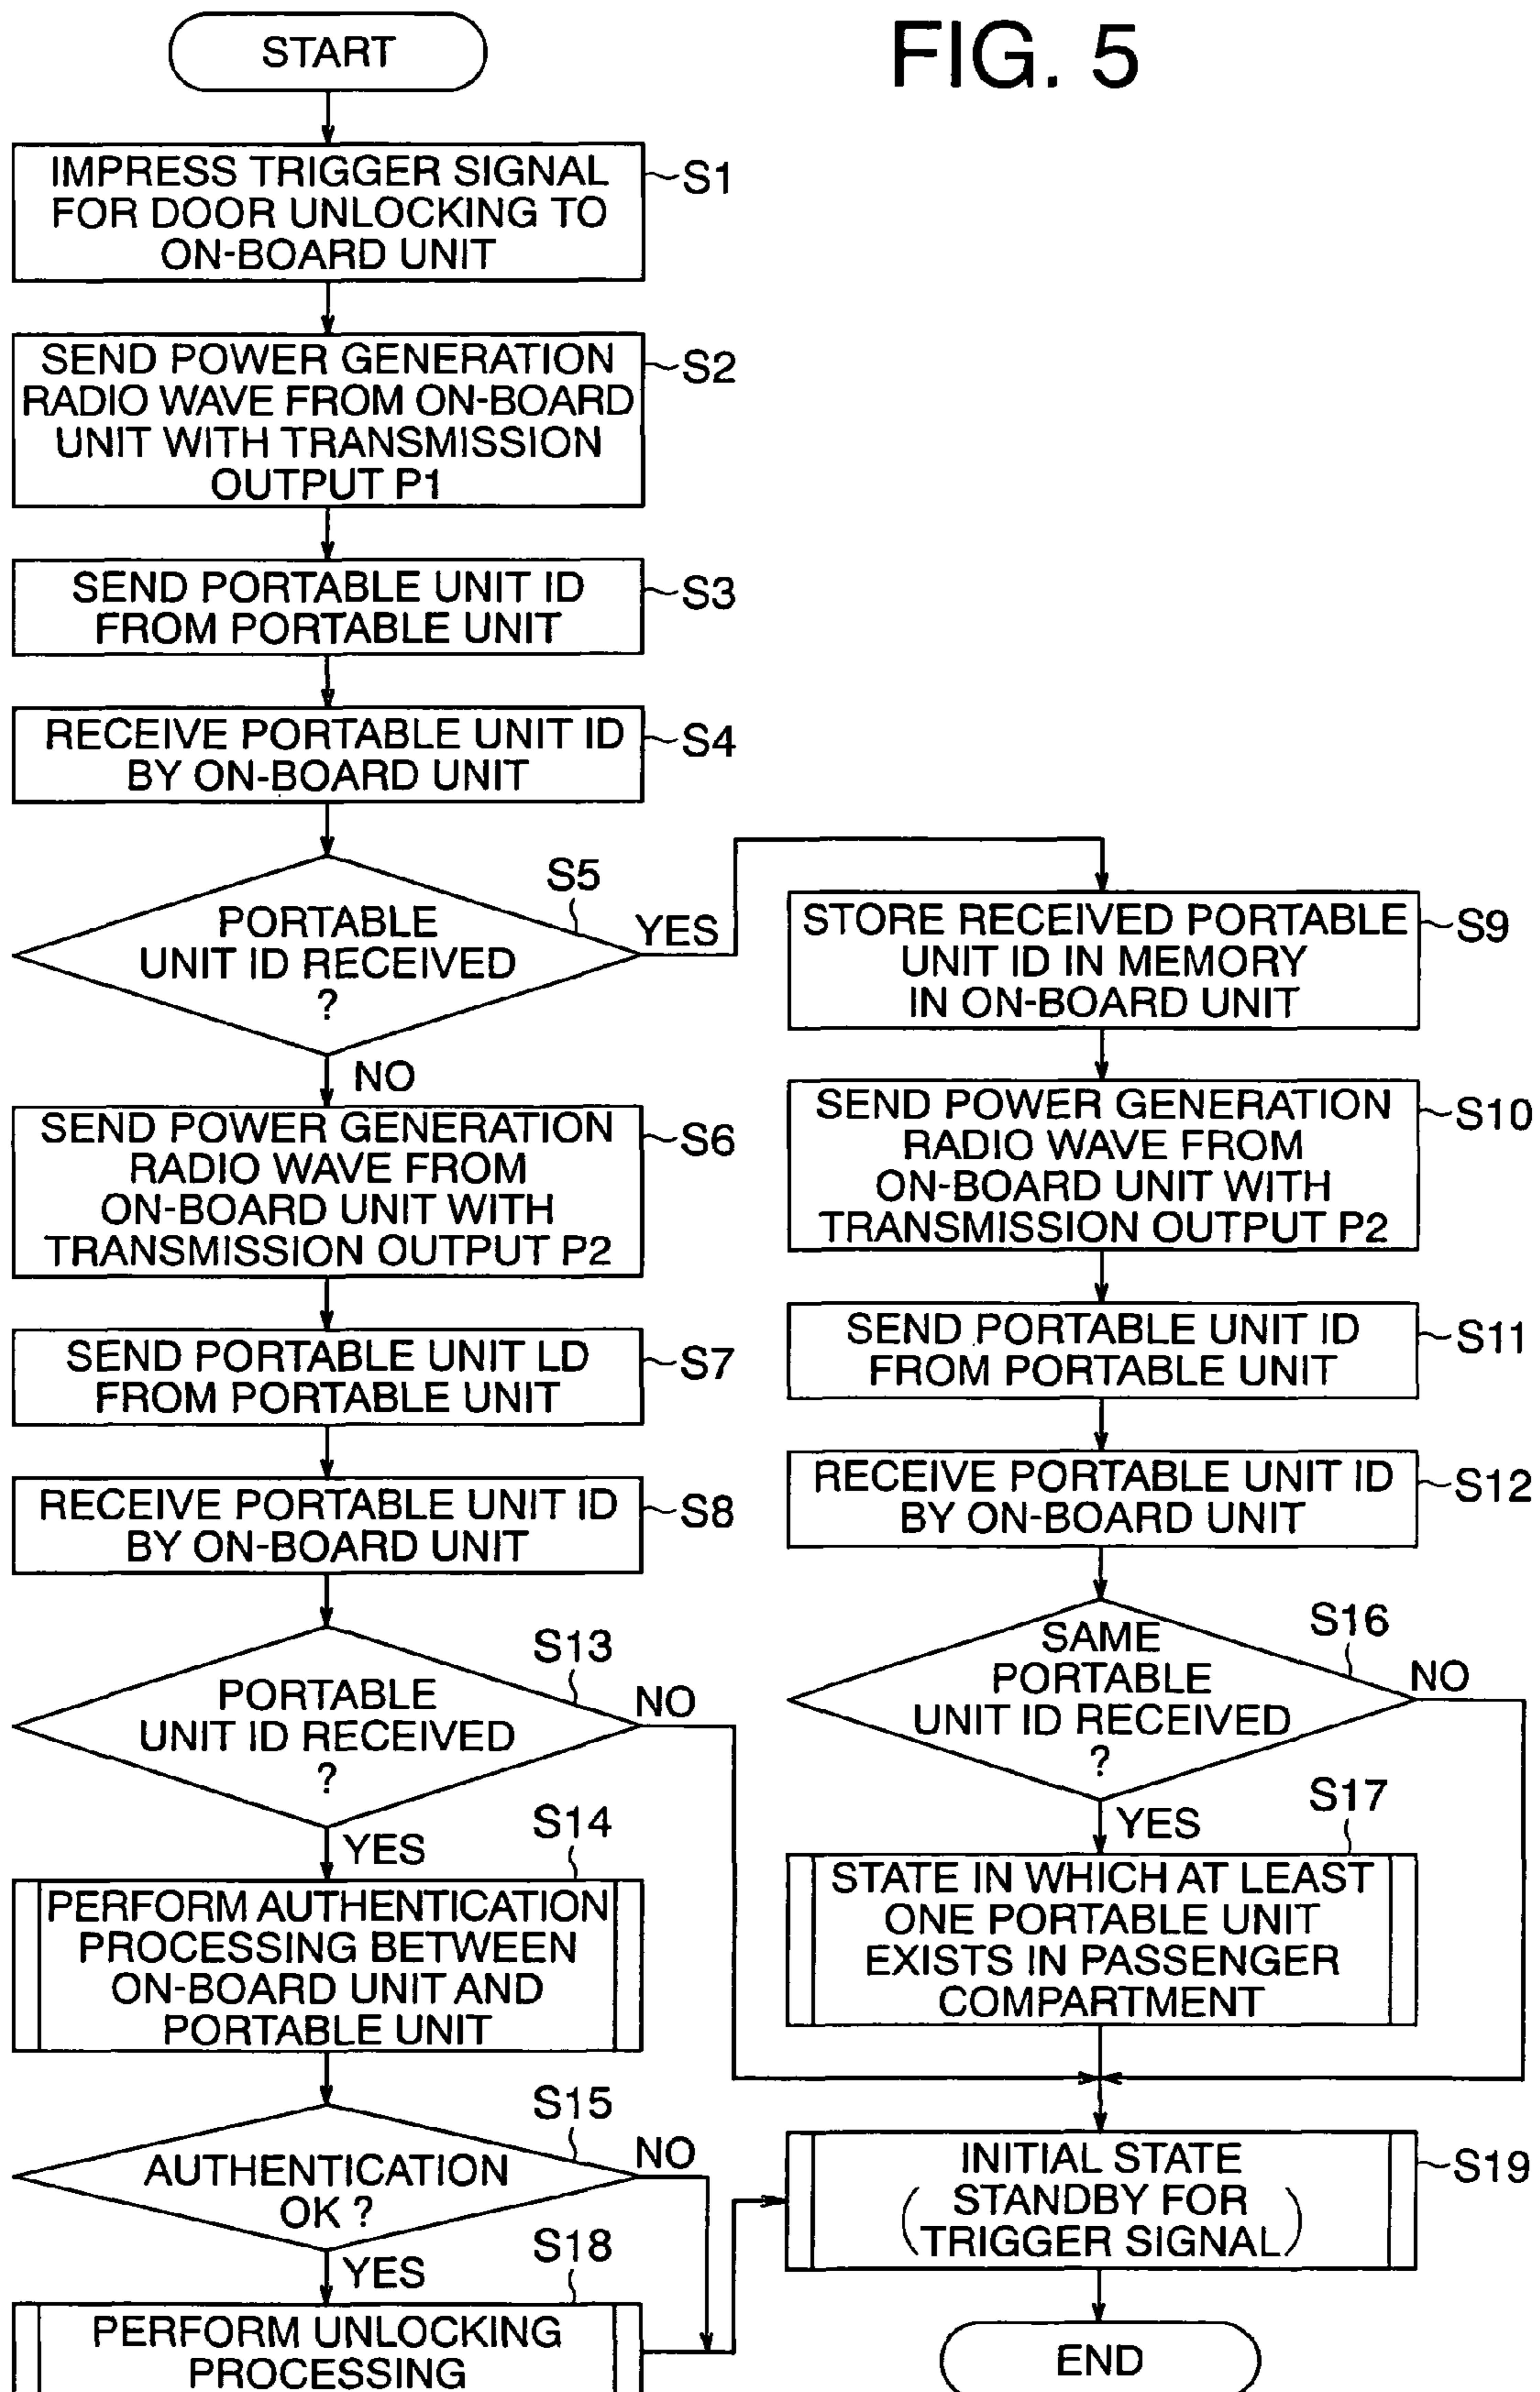 FIG. 5
START
IMPRESS TRIGGER SIGNAL
FOR DOOR UNLOCKING TO
ON-BOARD UNIT
S1
SEND POWER GENERATION
RADIO WAVE FROM ON-BOARD
UNIT WITH TRANSMISSION
OUTPUT P1
S2
SEND PORTABLE UNIT ID
FROM PORTABLE UNIT
S3
RECEIVE PORTABLE UNIT ID
BY ON-BOARD UNIT
S4
S5
PORTABLE
UNIT ID RECEIVED
?
YES
NO
SEND POWER GENERATION
RADIO WAVE FROM
ON-BOARD UNIT WITH
TRANSMISSION OUTPUT P2
S6
SEND PORTABLE UNIT LD
FROM PORTABLE UNIT
S7
RECEIVE PORTABLE UNIT ID
BY ON-BOARD UNIT
S8
S13
PORTABLE
UNIT ID RECEIVED
?
NO
YES
S14
PERFORM AUTHENTICATION
PROCESSING BETWEEN
ON-BOARD UNIT AND
PORTABLE UNIT
S15
AUTHENTICATION
OK ?
NO
YES
S18
PERFORM UNLOCKING
PROCESSING
STORE RECEIVED PORTABLE
UNIT ID IN MEMORY
IN ON-BOARD UNIT
S9
SEND POWER GENERATION
RADIO WAVE FROM
ON-BOARD UNIT WITH
TRANSMISSION OUTPUT P2
S10
SEND PORTABLE UNIT ID
FROM PORTABLE UNIT
S11
RECEIVE PORTABLE UNIT ID
BY ON-BOARD UNIT
S12
S16
SAME
PORTABLE
UNIT ID RECEIVED
?
NO
YES
S17
STATE IN WHICH AT LEAST
ONE PORTABLE UNIT
EXISTS IN PASSENGER
COMPARTMENT
INITIAL STATE
(STANDBY FOR
TRIGGER SIGNAL)
S19
END